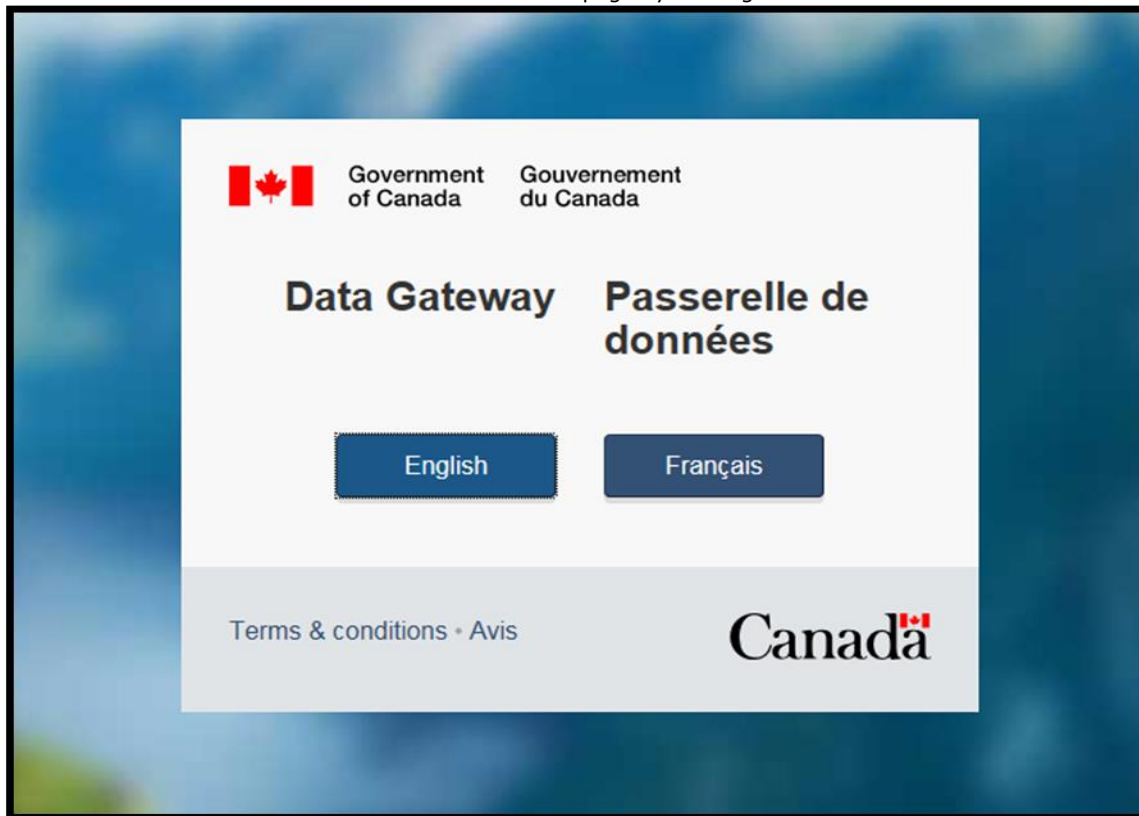 Government of Canada
Gouvernement du Canada
Data Gateway
Passerelle de
données
English
Français
Terms & conditions • Avis
Canada